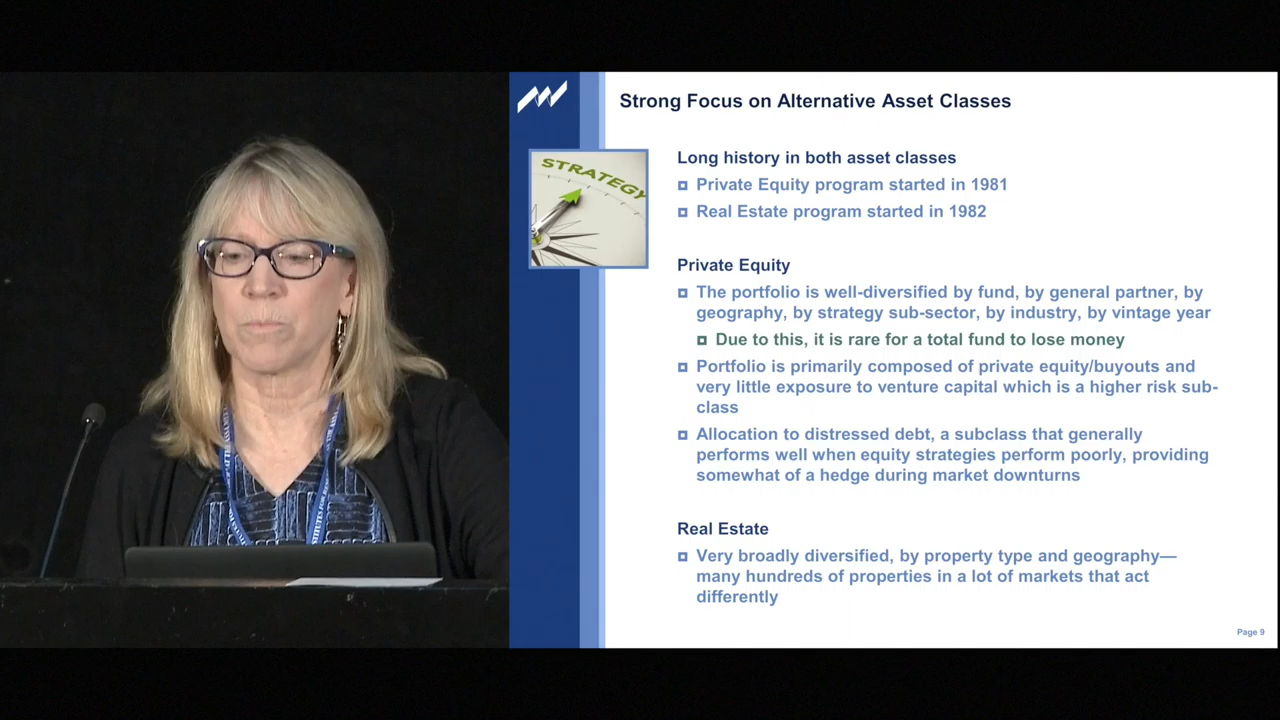 Strong Focus on Alternative Asset Classes
STRATEGY
Long history in both asset classes
Private Equity program started in 1981
Real Estate program started in 1982
Private Equity
The portfolio is well-diversified by fund, by general partner, by
geography, by strategy sub-sector, by industry, by vintage year
Due to this, it is rare for a total fund to lose money
Portfolio is primarily composed of private equity/buyouts and
very little exposure to venture capital which is a higher risk sub-
class
Allocation to distressed debt, a subclass that generally
performs well when equity strategies perform poorly, providing
somewhat of a hedge during market downturns
Real Estate
Very broadly diversified, by property type and geography—
many hundreds of properties in a lot of markets that act
differently
Page 9